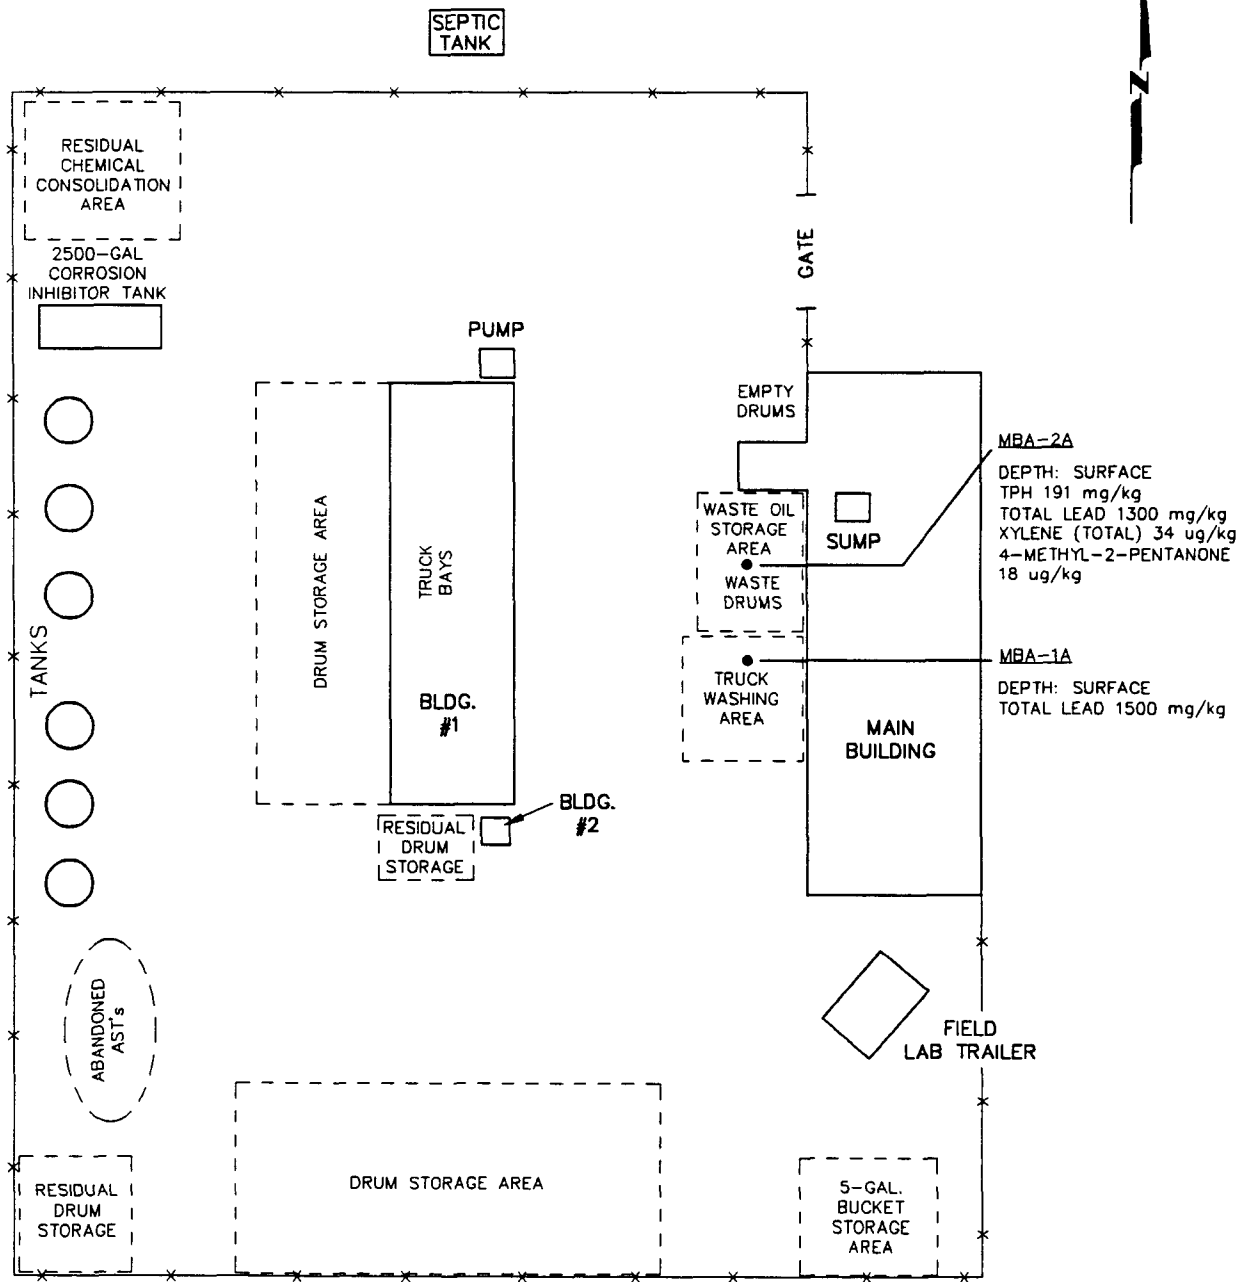 SEPTIC
TANK
N
RESIDUAL
CHEMICAL
CONSOLIDATION
AREA
2500-GAL
CORROSION
INHIBITOR TANK
GATE
PUMP
EMPTY
DRUMS
MBA-2A
DEPTH: SURFACE
TPH 191 mg/kg
TOTAL LEAD 1300 mg/kg
XYLENE (TOTAL) 34 ug/kg
4-METHYL-2-PENTANONE
18 ug/kg
WASTE OIL
STORAGE
AREA
SUMP
WASTE
DRUMS
DRUM STORAGE AREA
TRUCK
BAYS
TANKS
MBA-1A
DEPTH: SURFACE
TOTAL LEAD 1500 mg/kg
TRUCK
WASHING
AREA
BLDG.
#1
MAIN
BUILDING
BLDG.
#2
RESIDUAL
DRUM
STORAGE
ABANDONED
AST's
FIELD
LAB TRAILER
DRUM STORAGE AREA
RESIDUAL
DRUM
STORAGE
5-GAL.
BUCKET
STORAGE
AREA